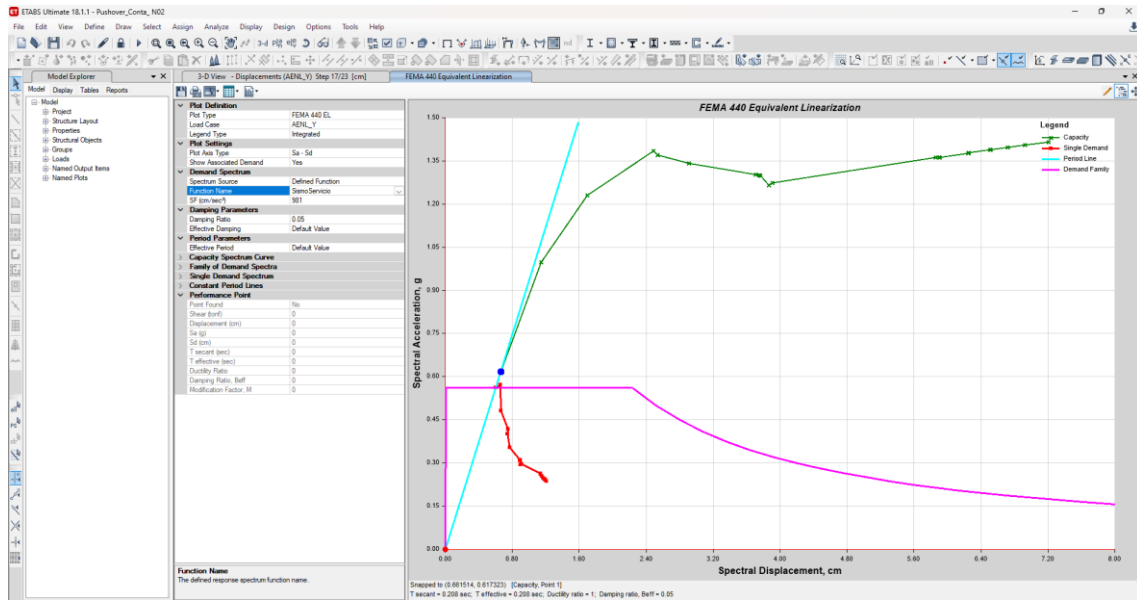 ETABS Ultimate 18.1.1 - Pushover_Conta_ N02
File Edit View Define Draw Select Assign Analyze Display Design Options Tools Help
Model Explorer
3-D View - Displacements (AENL_Y) Step 17/23 [cm]
FEMA 440 Equivalent Linearization
Model Display Tables Reports
Model
Project
Structure Layout
Properties
Structural Objects
Groups
Loads
Named Output Items
Named Plots
Plot Definition
Plot Type FEMA 440 EL
Load Case AENL_Y
Legend Type Integrated
Plot Settings
Plot Axis Type Sa - Sd
Show Associated Demand Yes
Demand Spectrum
Spectrum Source Defined Function
Function Name SismoServicio
SF (cm/sec²) 981
Damping Parameters
Damping Ratio 0.05
Effective Damping Default Value
Period Parameters
Effective Period Default Value
Capacity Spectrum Curve
Family of Demand Spectra
Single Demand Spectrum
Constant Period Lines
Performance Point
Point Found No
Shear (tonf) 0
Displacement (cm) 0
Sa (g) 0
Sd (cm) 0
T secant (sec) 0
T effective (sec) 0
Ductility Ratio 0
Damping Ratio, Beff 0
Modification Factor, M 0
Function Name
The defined response spectrum function name.
FEMA 440 Equivalent Linearization
Legend
Capacity
Single Demand
Period Line
Demand Family
Spectral Acceleration, g
1.50
1.35
1.20
1.05
0.90
0.75
0.60
0.45
0.30
0.15
0.00
0.00 0.80 1.60 2.40 3.20 4.00 4.80 5.60 6.40 7.20 8.00
Spectral Displacement, cm
Snapped to (0.661514, 0.617323) [Capacity, Point 1]
T secant = 0.208 sec; T effective = 0.208 sec; Ductility ratio = 1; Damping ratio, Beff = 0.05